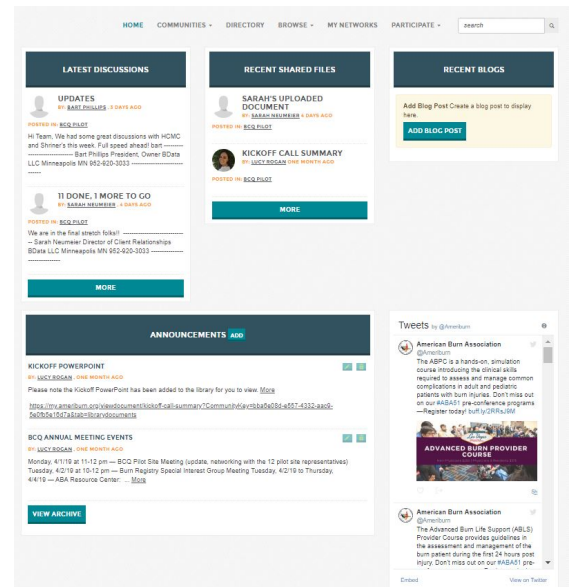 HOME COMMUNITIES DIRECTORY BROWSE MY NETWORKS PARTICIPATE search
LATEST DISCUSSIONS
UPDATES
BY: BART PHILLIPS , 3 DAYS AGO
POSTED IN: BCQ PILOT
Hi Team, We had some great discussions with HCMC
and Shriner's this week. Full speed ahead! bart ---------
---------------------- Bart Phillips President, Owner BData
LLC Minneapolis MN 952-920-3033 --------------------
------
11 DONE, 1 MORE TO GO
BY: SARAH NEUMEIER , 4 DAYS AGO
POSTED IN: BCQ PILOT
We are in the final stretch folks!! ---------------------------
-- Sarah Neumeier Director of Client Relationships
BData LLC Minneapolis MN 952-920-3033 -------------
---------------
MORE
RECENT SHARED FILES
SARAH'S UPLOADED
DOCUMENT
BY: SARAH NEUMEIER 4 DAYS AGO
POSTED IN: BCQ PILOT
KICKOFF CALL SUMMARY
BY: LUCY ROGAN ONE MONTH AGO
POSTED IN: BCQ PILOT
MORE
RECENT BLOGS
Add Blog Post Create a blog post to display
here.
ADD BLOG POST
ANNOUNCEMENTS ADD
KICKOFF POWERPOINT
BY: LUCY ROGAN , ONE MONTH AGO
Please note the Kickoff PowerPoint has been added to the library for you to view. More
BCQ ANNUAL MEETING EVENTS
BY: LUCY ROGAN , ONE MONTH AGO
Monday, 4/1/19 at 11-12 pm — BCQ Pilot Site Meeting (update, networking with the 12 pilot site representatives)
Tuesday, 4/2/19 at 10-12 pm — Burn Registry Special Interest Group Meeting Tuesday, 4/2/19 to Thursday,
4/4/19 — ABA Resource Center: ... More
VIEW ARCHIVE
Tweets by @Ameriburn
American Burn Association
@Ameriburn
The ABPC is a hands-on, simulation
course introducing the clinical skills
required to assess and manage common
complications in adult and pediatric
patients with burn injuries. Don't miss out
on our #ABA51 pre-conference programs
—Register today! buff.ly/2RRsJ9M
ADVANCED BURN PROVIDER
COURSE
American Burn Association
@Ameriburn
The Advanced Burn Life Support (ABLS)
Provider Course provides guidelines in
the assessment and management of the
burn patient during the first 24 hours post
injury. Don't miss out on our #ABA51 pre-
Embed View on Twitter